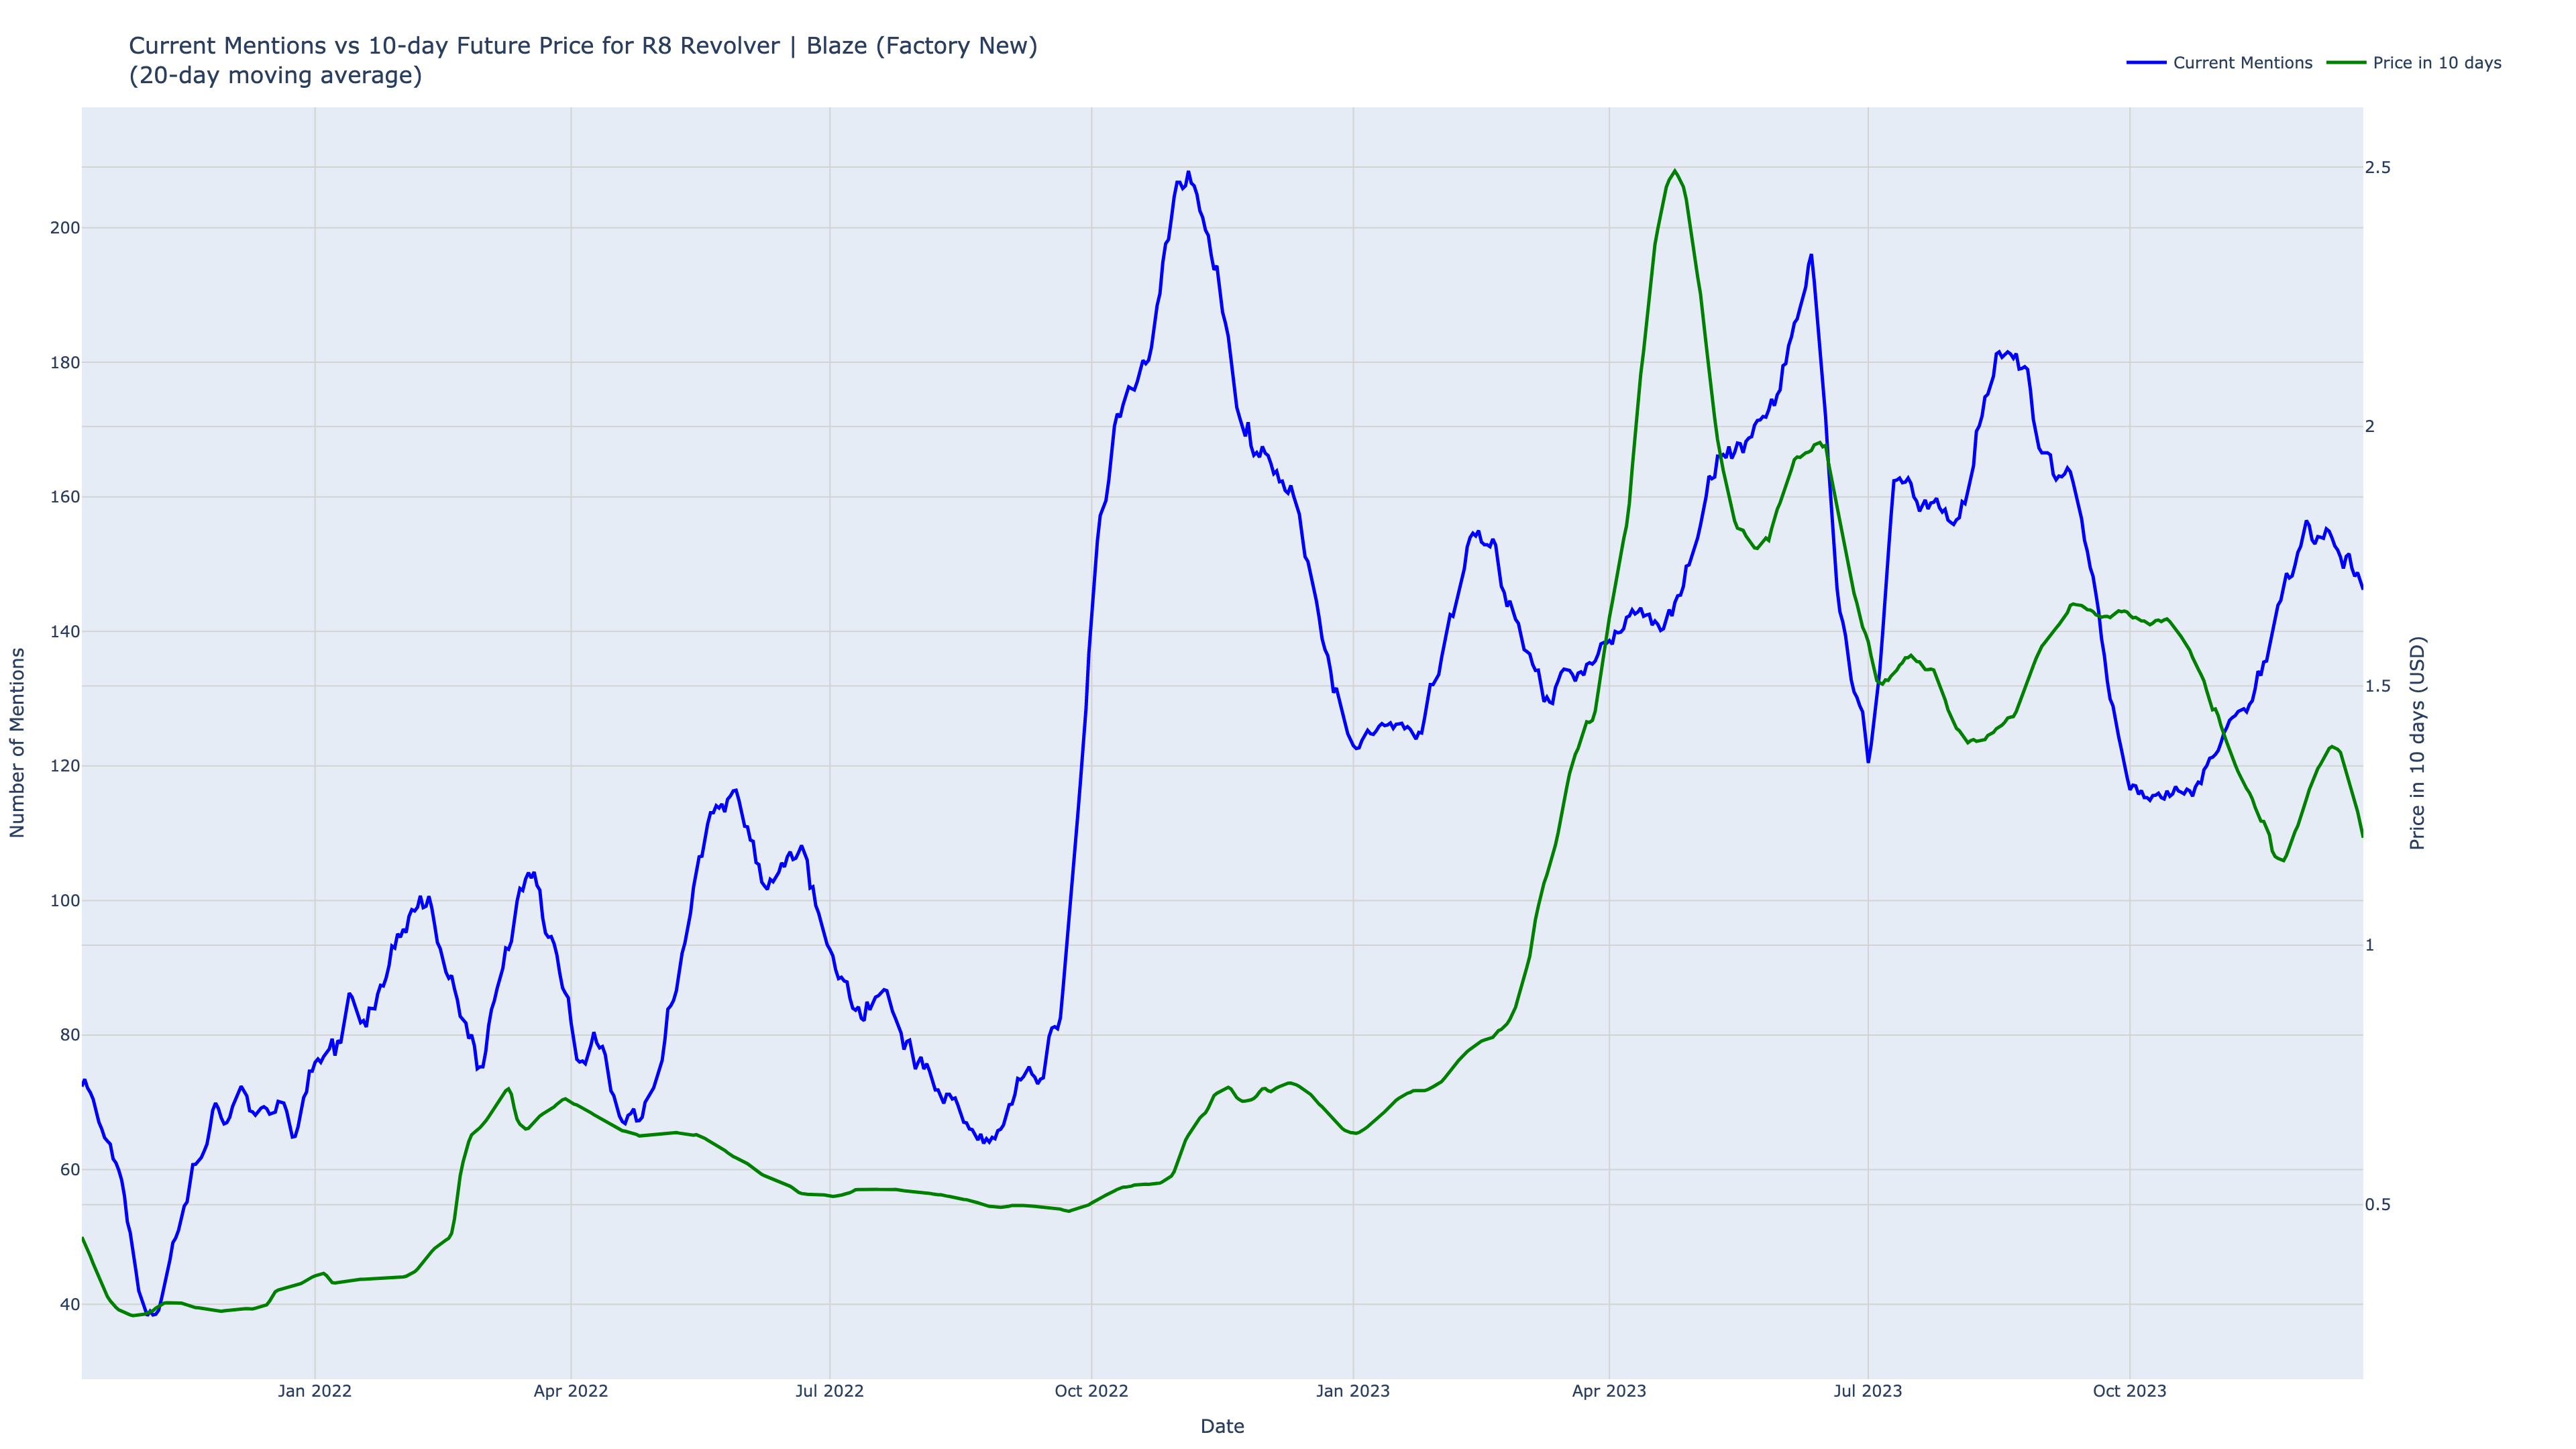 Current Mentions vs 10-day Future Price for R8 Revolver | Blaze (Factory New)
(20-day moving average)
Current Mentions
Price in 10 days
200
180
160
140
120
100
80
60
40
Number of Mentions
2.5
2
1.5
1
0.5
Price in 10 days (USD)
Jan 2022
Apr 2022
Jul 2022
Oct 2022
Jan 2023
Apr 2023
Jul 2023
Oct 2023
Date